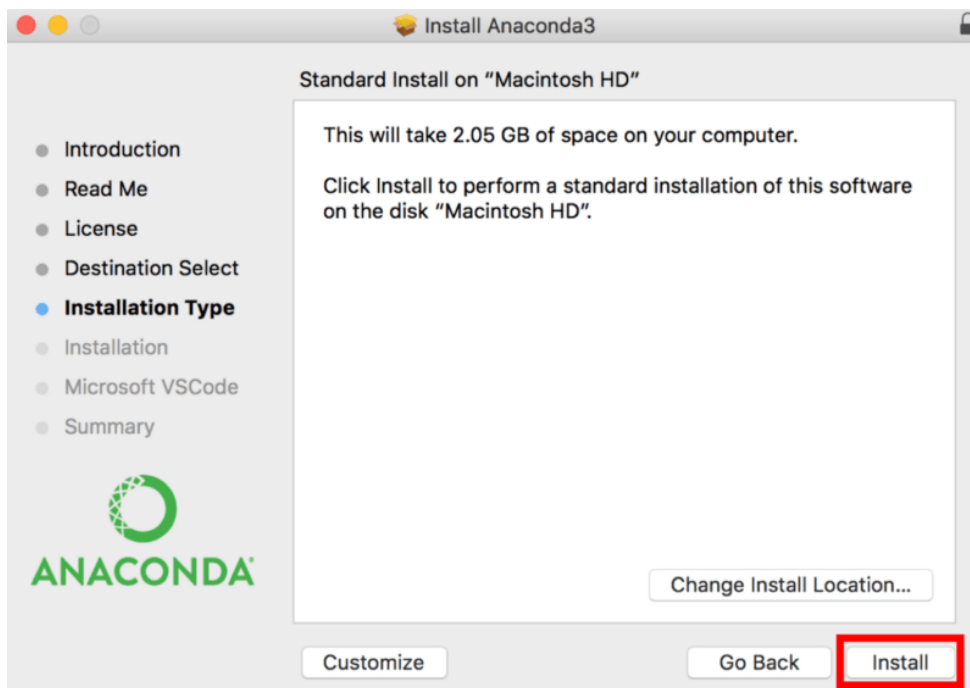 Install Anaconda3
Standard Install on “Macintosh HD”
Introduction
Read Me
License
Destination Select
Installation Type
Installation
Microsoft VSCode
Summary
ANACONDA
This will take 2.05 GB of space on your computer.
Click Install to perform a standard installation of this software
on the disk “Macintosh HD”.
Change Install Location...
Customize
Go Back
Install